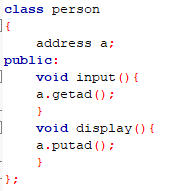 class person
{
    address a;
public:
    void input(){
    a.getad();
    }
    void display(){
    a.putad();
    }
};